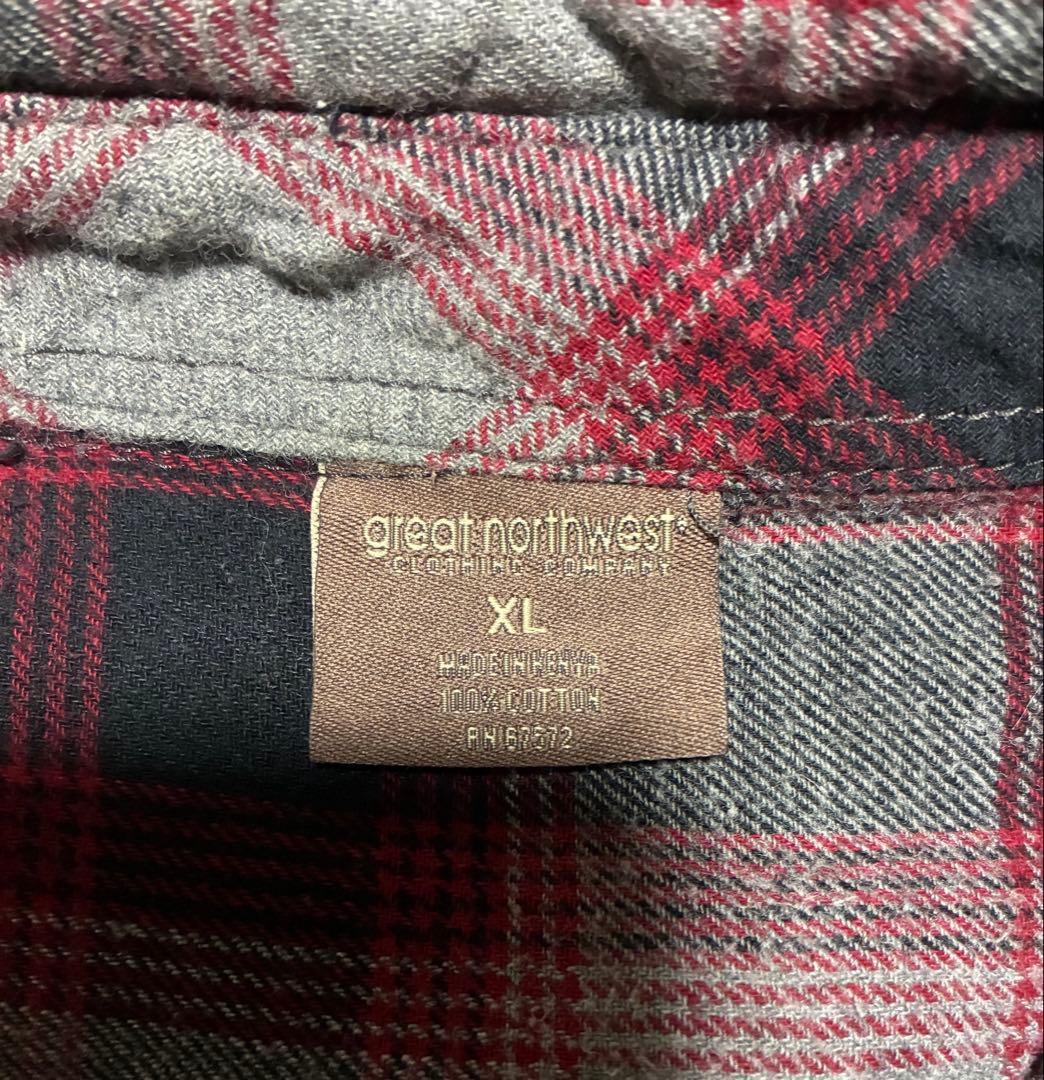 great northwest
CLOTHING COMPANY
XL
MADE IN KENYA
100% COTTON
RN 67572